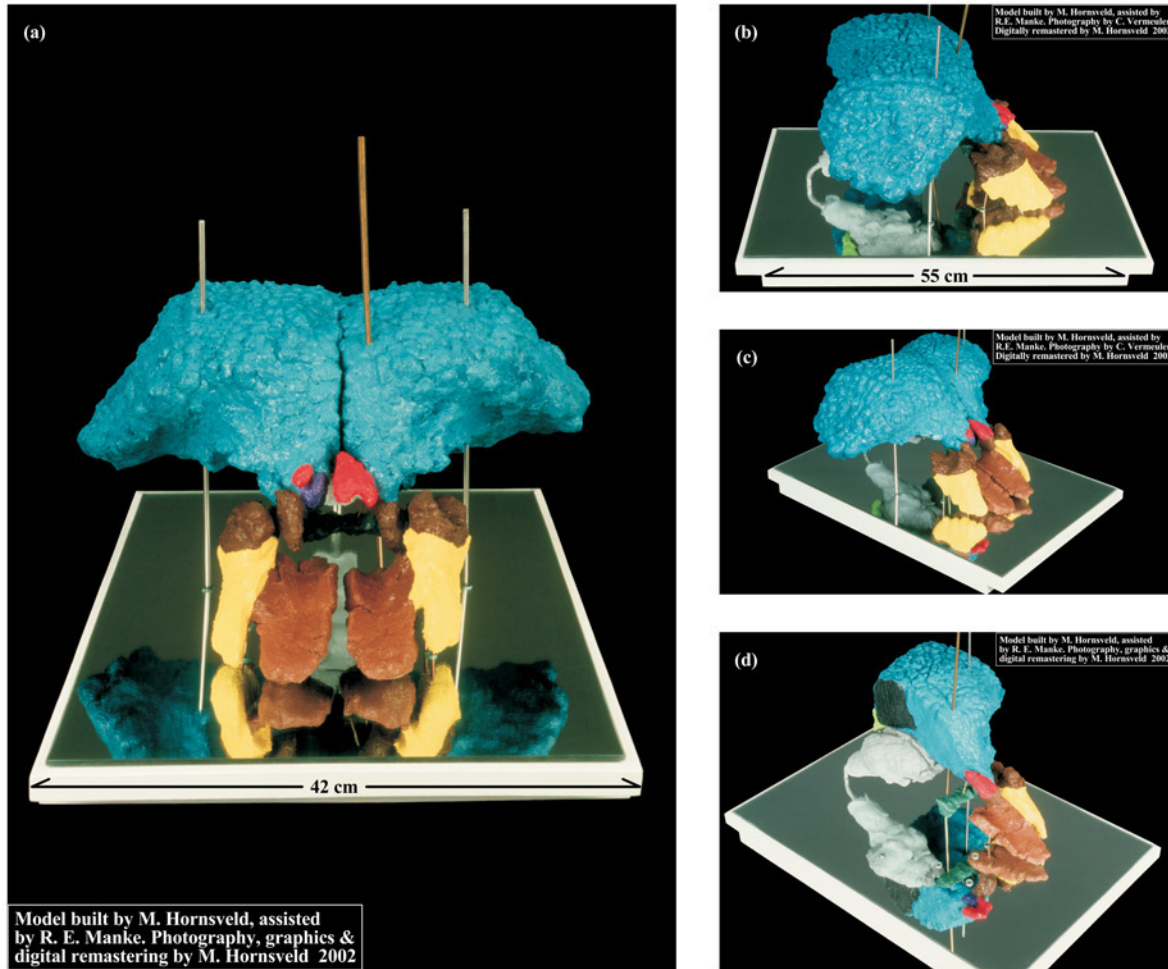 (a)
42 cm
Model built by M. Hornsveld, assisted
by R. E. Manke. Photography, graphics &
digital remastering by M. Hornsveld 2002
(b)
Model built by M. Hornsveld, assisted by
R.E. Manke. Photography by C. Vermeulen
Digitally remastered by M. Hornsveld 2002
55 cm
(c)
Model built by M. Hornsveld, assisted by
R.E. Manke. Photography by C. Vermeulen
Digitally remastered by M. Hornsveld 2002
(d)
Model built by M. Hornsveld, assisted
by R. E. Manke. Photography, graphics &
digital remastering by M. Hornsveld 2002